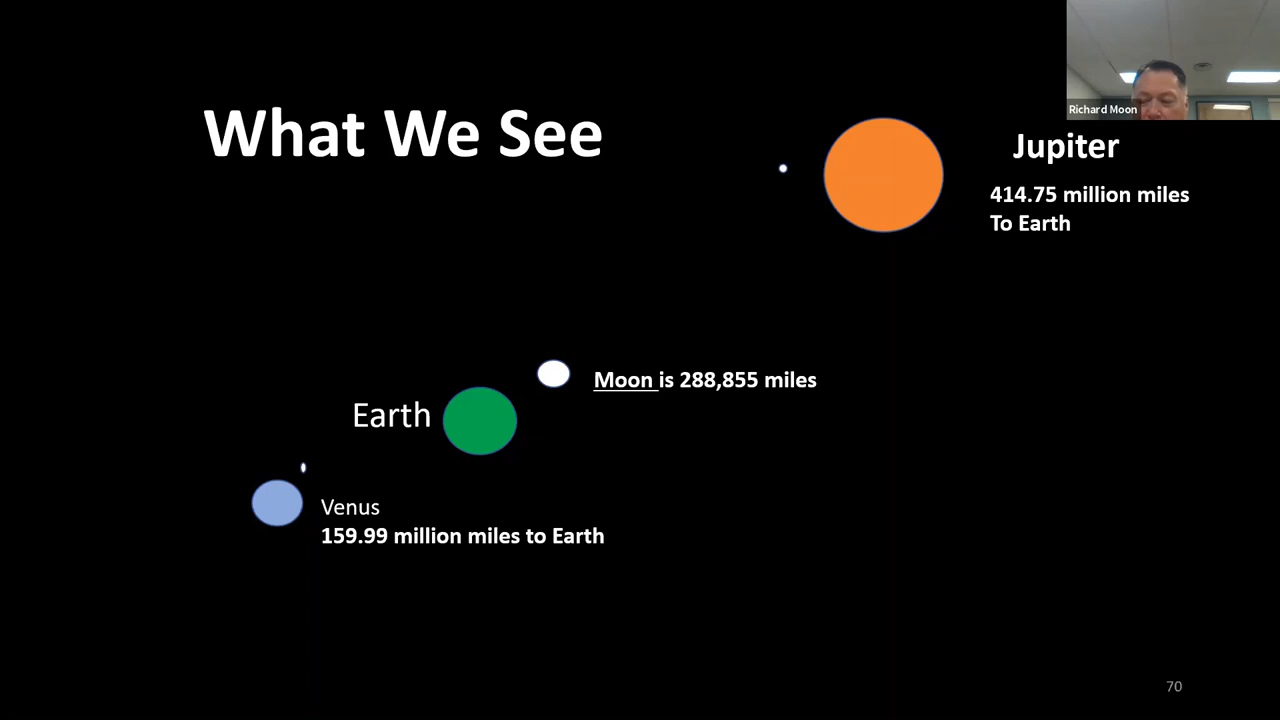 What We See
Richard Moon
Jupiter
414.75 million miles
To Earth
Moon is 288,855 miles
Earth
Venus
159.99 million miles to Earth
70